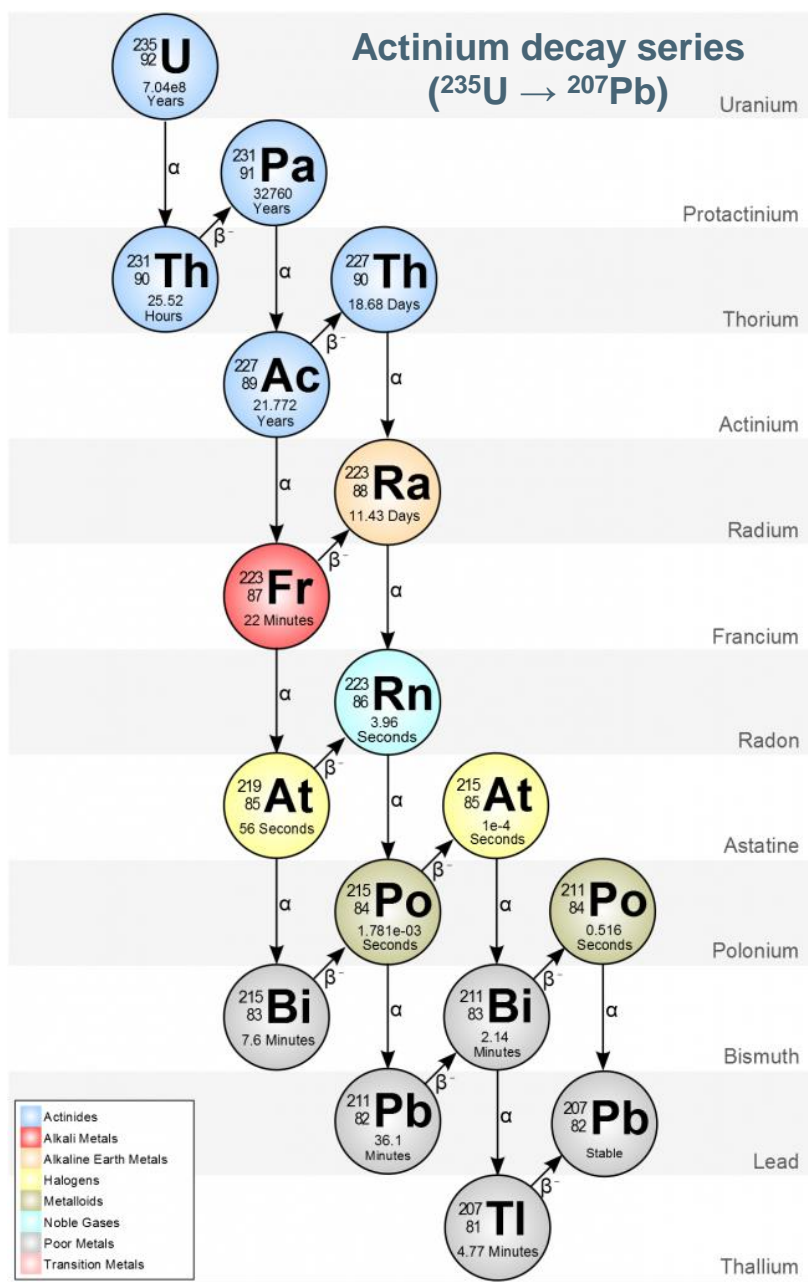 Actinium decay series
(²³⁵U → ²⁰⁷Pb)
235
92
U
7.04e8
Years
Uranium
α
231
91
Pa
32760
Years
Protactinium
β⁻
α
231
90
Th
25.52
Hours
227
90
Th
18.68 Days
Thorium
β⁻
α
227
89
Ac
21.772
Years
Actinium
α
223
88
Ra
11.43 Days
Radium
β⁻
α
223
87
Fr
22 Minutes
Francium
α
223
86
Rn
3.96
Seconds
Radon
β⁻
α
219
85
At
56 Seconds
215
85
At
1e-4
Seconds
Astatine
β⁻
α
α
215
84
Po
1.781e-03
Seconds
211
84
Po
0.516
Seconds
Polonium
β⁻
α
β⁻
α
215
83
Bi
7.6 Minutes
211
83
Bi
2.14
Minutes
Bismuth
β⁻
α
211
82
Pb
36.1
Minutes
207
82
Pb
Stable
Lead
β⁻
207
81
Tl
4.77 Minutes
Thallium
Actinides
Alkali Metals
Alkaline Earth Metals
Halogens
Metalloids
Noble Gases
Poor Metals
Transition Metals